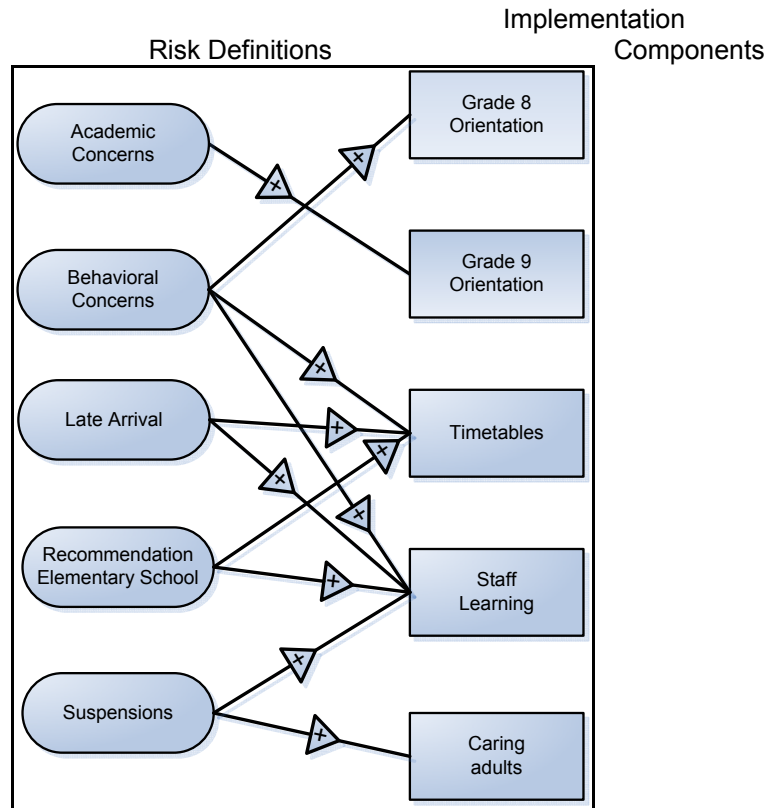 Implementation
Risk Definitions
Components
Academic
Concerns
Grade 8
Orientation
Behavioral
Concerns
Grade 9
Orientation
Late Arrival
Timetables
Recommendation
Elementary School
Staff
Learning
Suspensions
Caring
adults
+
+
+
+
+
+
+
+
+
+